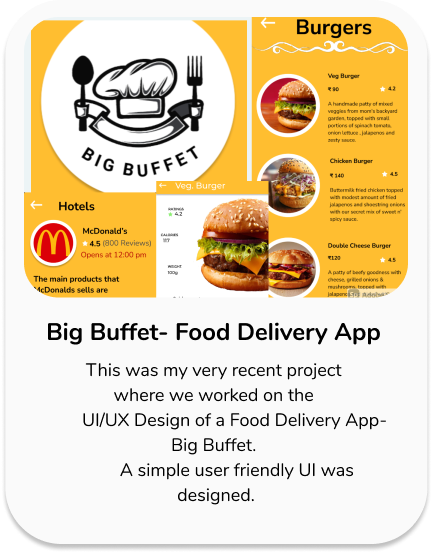 BIG BUFFET
Burgers
Veg Burger
₹ 90
4.2
A handmade patty of mixed
veggies from mom's backyard
garden, topped with small
portions of spinach tomato,
onion lettuce , jalapenos and
zesty sauce.
Chicken Burger
₹ 140
4.5
Buttermilk fried chicken topped
with modest amount of fried
jalapenos and shoestring onions
with our secret mix of sweet n'
spicy sauce.
Double Cheese Burger
₹120
4.5
A patty of beefy goodness with
cheese, grilled onions &
mushrooms, topped with
jalapeno
Adobe
Hotels
McDonald's
4.5 (800 Reviews)
Opens at 12:00 pm
The main products that
McDonalds sells are
Veg. Burger
RATINGS
4.2
CALORIES
117
WEIGHT
100g
Big Buffet- Food Delivery App
This was my very recent project
where we worked on the
UI/UX Design of a Food Delivery App-
Big Buffet.
A simple user friendly UI was
designed.